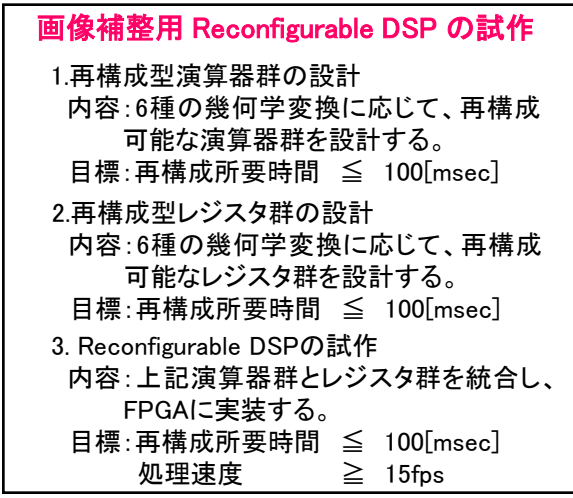 画像補整用 Reconfigurable DSP の試作
1.再構成型演算器群の設計
内容:6種の幾何学変換に応じて、再構成
可能な演算器群を設計する。
目標:再構成所要時間 ≦ 100[msec]
2.再構成型レジスタ群の設計
内容:6種の幾何学変換に応じて、再構成
可能なレジスタ群を設計する。
目標:再構成所要時間 ≦ 100[msec]
3. Reconfigurable DSPの試作
内容:上記演算器群とレジスタ群を統合し、
FPGAに実装する。
目標:再構成所要時間 ≦ 100[msec]
処理速度 ≧ 15fps